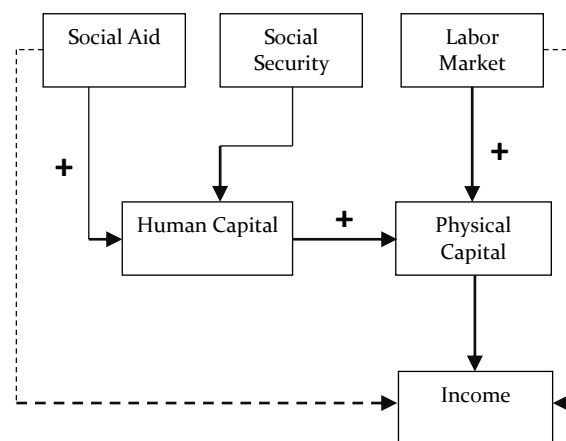 Social Aid
Social
Security
Labor
Market
+
+
Human Capital
+
Physical
Capital
Income